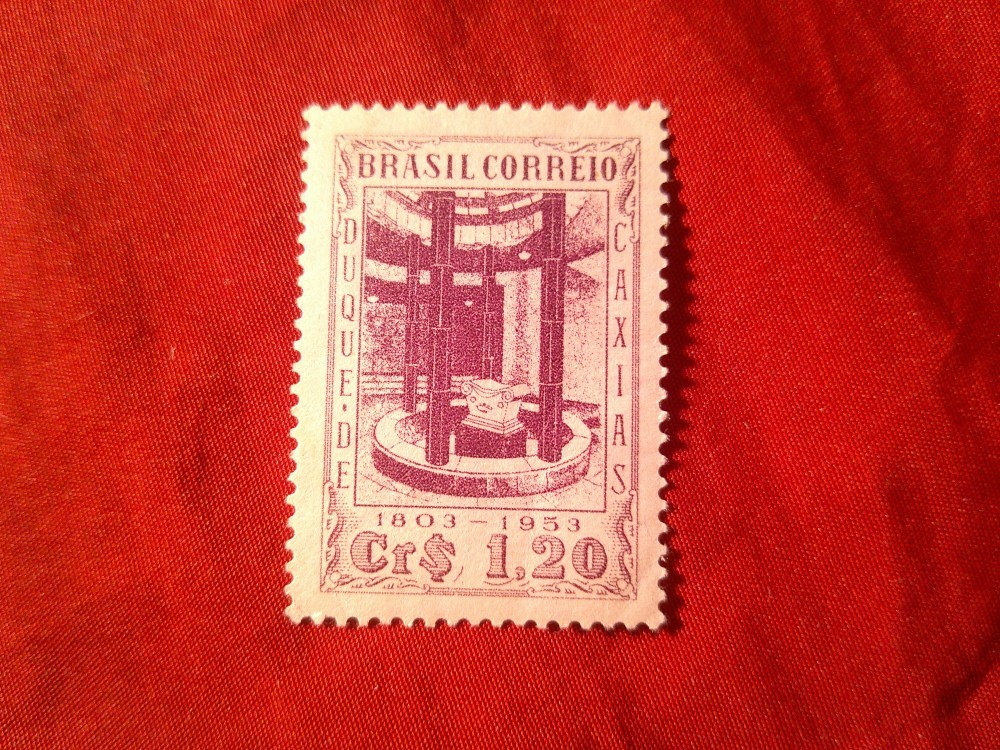 BRASIL CORREIO
DUQUE·DE
CAXIAS
1803-1953
Cr$ 1,20